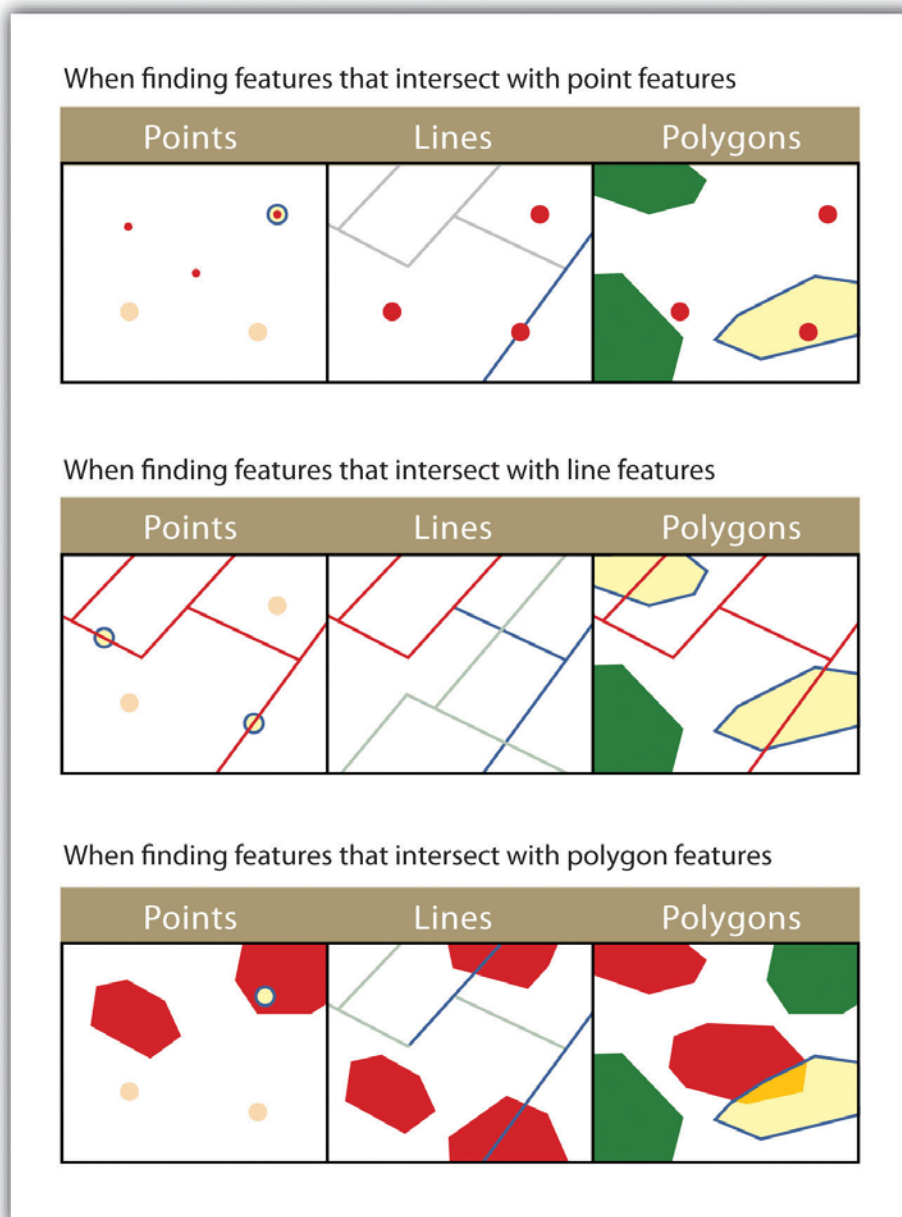 When finding features that intersect with point features
Points Lines Polygons
When finding features that intersect with line features
Points Lines Polygons
When finding features that intersect with polygon features
Points Lines Polygons